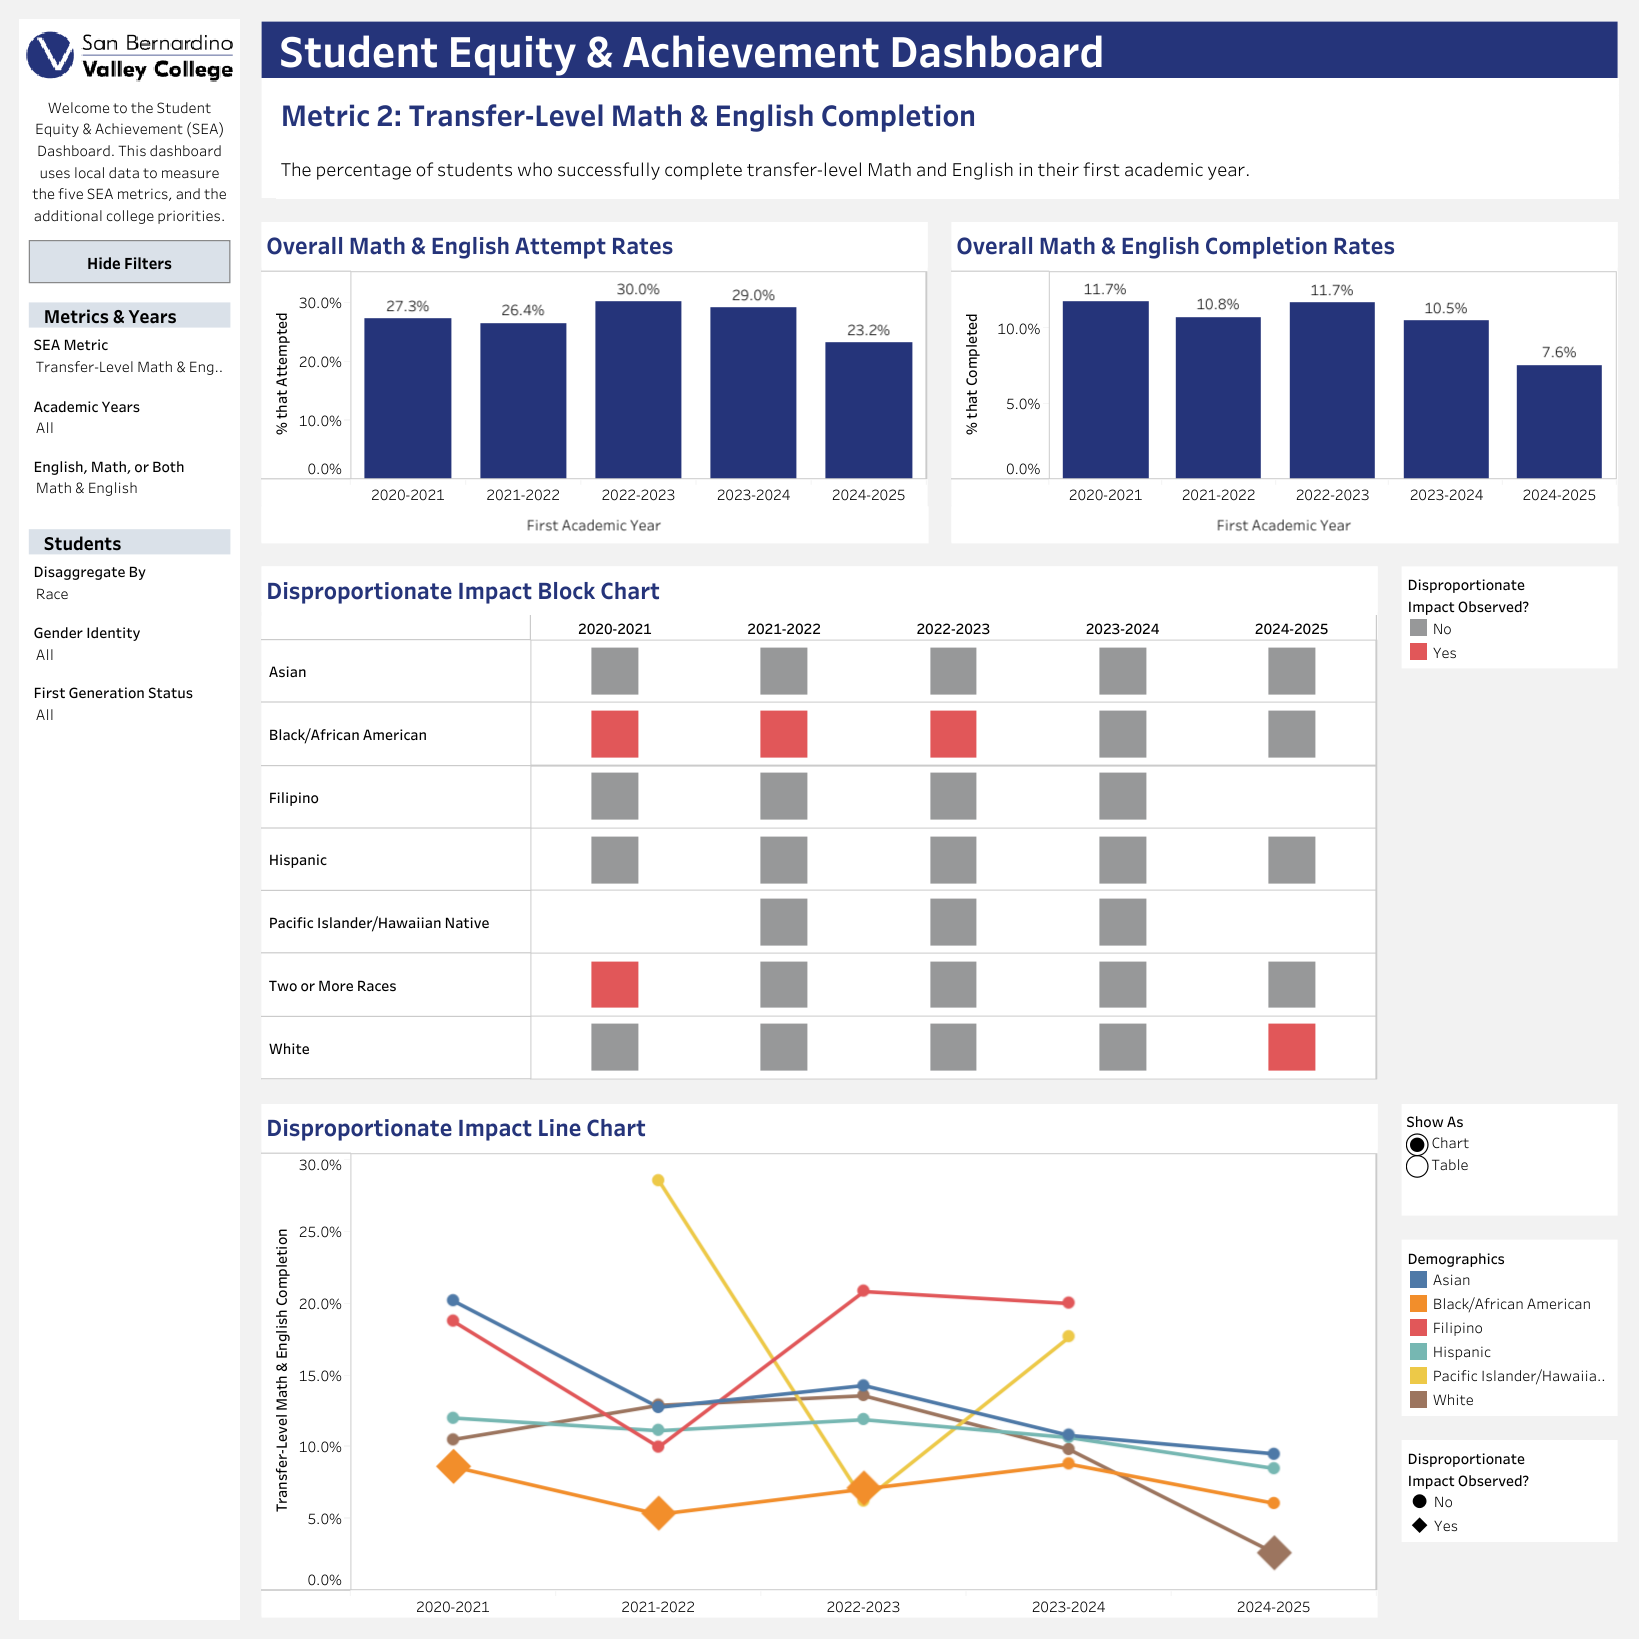 San Bernardino
Valley College
Welcome to the Student
Equity & Achievement (SEA)
Dashboard. This dashboard
uses local data to measure
the five SEA metrics, and the
additional college priorities.
Hide Filters
Metrics & Years
SEA Metric
Transfer-Level Math & Eng..
Academic Years
All
English, Math, or Both
Math & English
Students
Disaggregate By
Race
Gender Identity
All
First Generation Status
All
Student Equity & Achievement Dashboard
Metric 2: Transfer-Level Math & English Completion
The percentage of students who successfully complete transfer-level Math and English in their first academic year.
Overall Math & English Attempt Rates
% that Attempted
30.0%
20.0%
10.0%
0.0%
27.3%
26.4%
30.0%
29.0%
23.2%
2020-2021
2021-2022
2022-2023
2023-2024
2024-2025
First Academic Year
Overall Math & English Completion Rates
% that Completed
10.0%
5.0%
0.0%
11.7%
10.8%
11.7%
10.5%
7.6%
2020-2021
2021-2022
2022-2023
2023-2024
2024-2025
First Academic Year
Disproportionate Impact Block Chart
2020-2021
2021-2022
2022-2023
2023-2024
2024-2025
Asian
Black/African American
Filipino
Hispanic
Pacific Islander/Hawaiian Native
Two or More Races
White
Disproportionate
Impact Observed?
No
Yes
Disproportionate Impact Line Chart
Transfer-Level Math & English Completion
30.0%
25.0%
20.0%
15.0%
10.0%
5.0%
0.0%
2020-2021
2021-2022
2022-2023
2023-2024
2024-2025
Show As
Chart
Table
Demographics
Asian
Black/African American
Filipino
Hispanic
Pacific Islander/Hawaiia..
White
Disproportionate
Impact Observed?
No
Yes